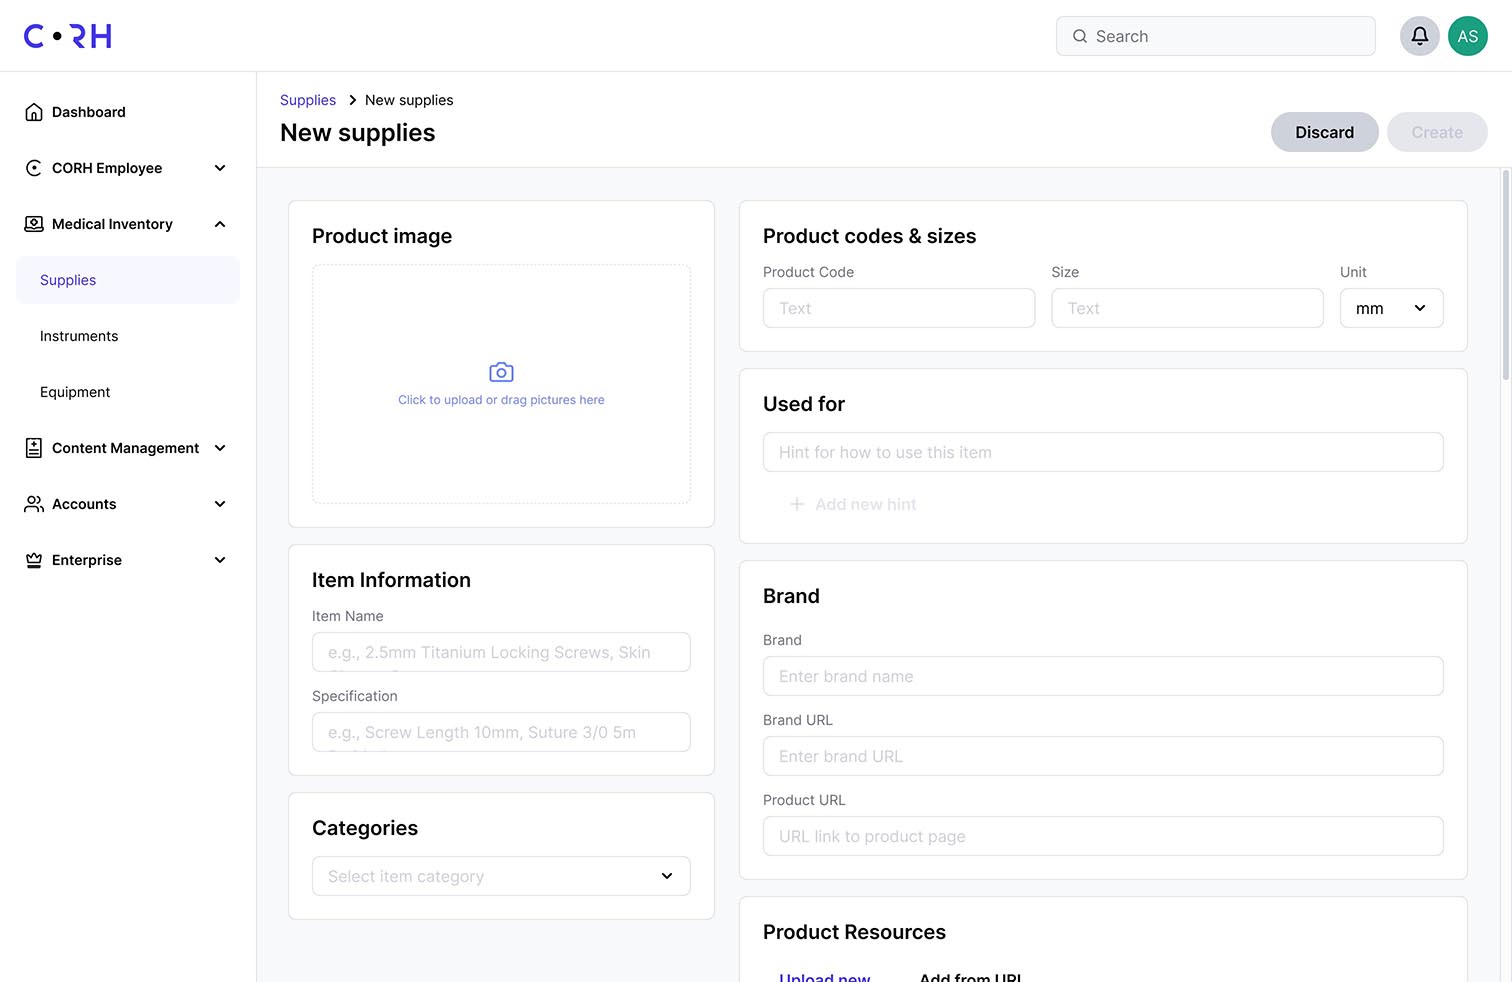 C•RH
Search
AS
Dashboard
CORH Employee
Medical Inventory
Supplies
Instruments
Equipment
Content Management
Accounts
Enterprise
Supplies > New supplies
New supplies
Discard
Create
Product image
Click to upload or drag pictures here
Item Information
Item Name
e.g., 2.5mm Titanium Locking Screws, Skin
Specification
e.g., Screw Length 10mm, Suture 3/0 5m
Categories
Select item category
Product codes & sizes
Product Code
Size
Unit
Text
Text
mm
Used for
Hint for how to use this item
+ Add new hint
Brand
Brand
Enter brand name
Brand URL
Enter brand URL
Product URL
URL link to product page
Product Resources
Upload new
Add from URL